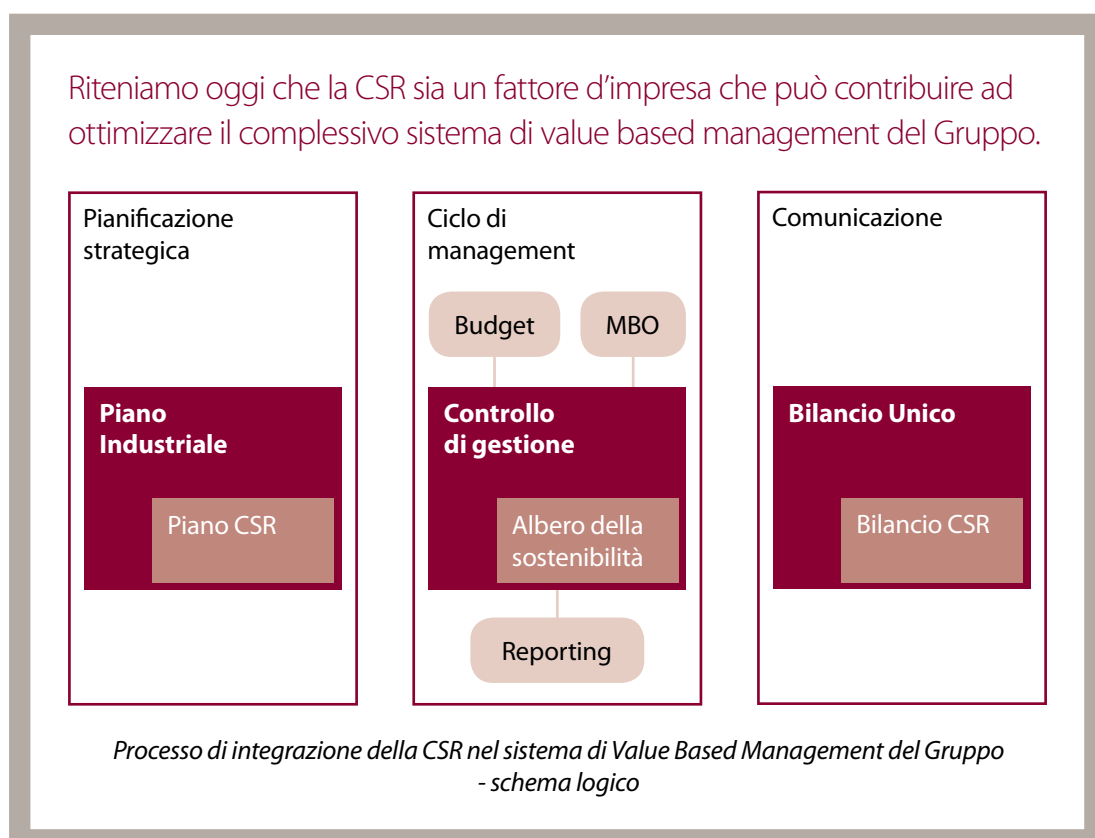 Riteniamo oggi che la CSR sia un fattore d’impresa che può contribuire ad
ottimizzare il complessivo sistema di value based management del Gruppo.
Pianificazione
strategica
Piano
Industriale
Piano CSR
Ciclo di
management
Budget
MBO
Controllo
di gestione
Albero della
sostenibilità
Reporting
Comunicazione
Bilancio Unico
Bilancio CSR
Processo di integrazione della CSR nel sistema di Value Based Management del Gruppo
- schema logico